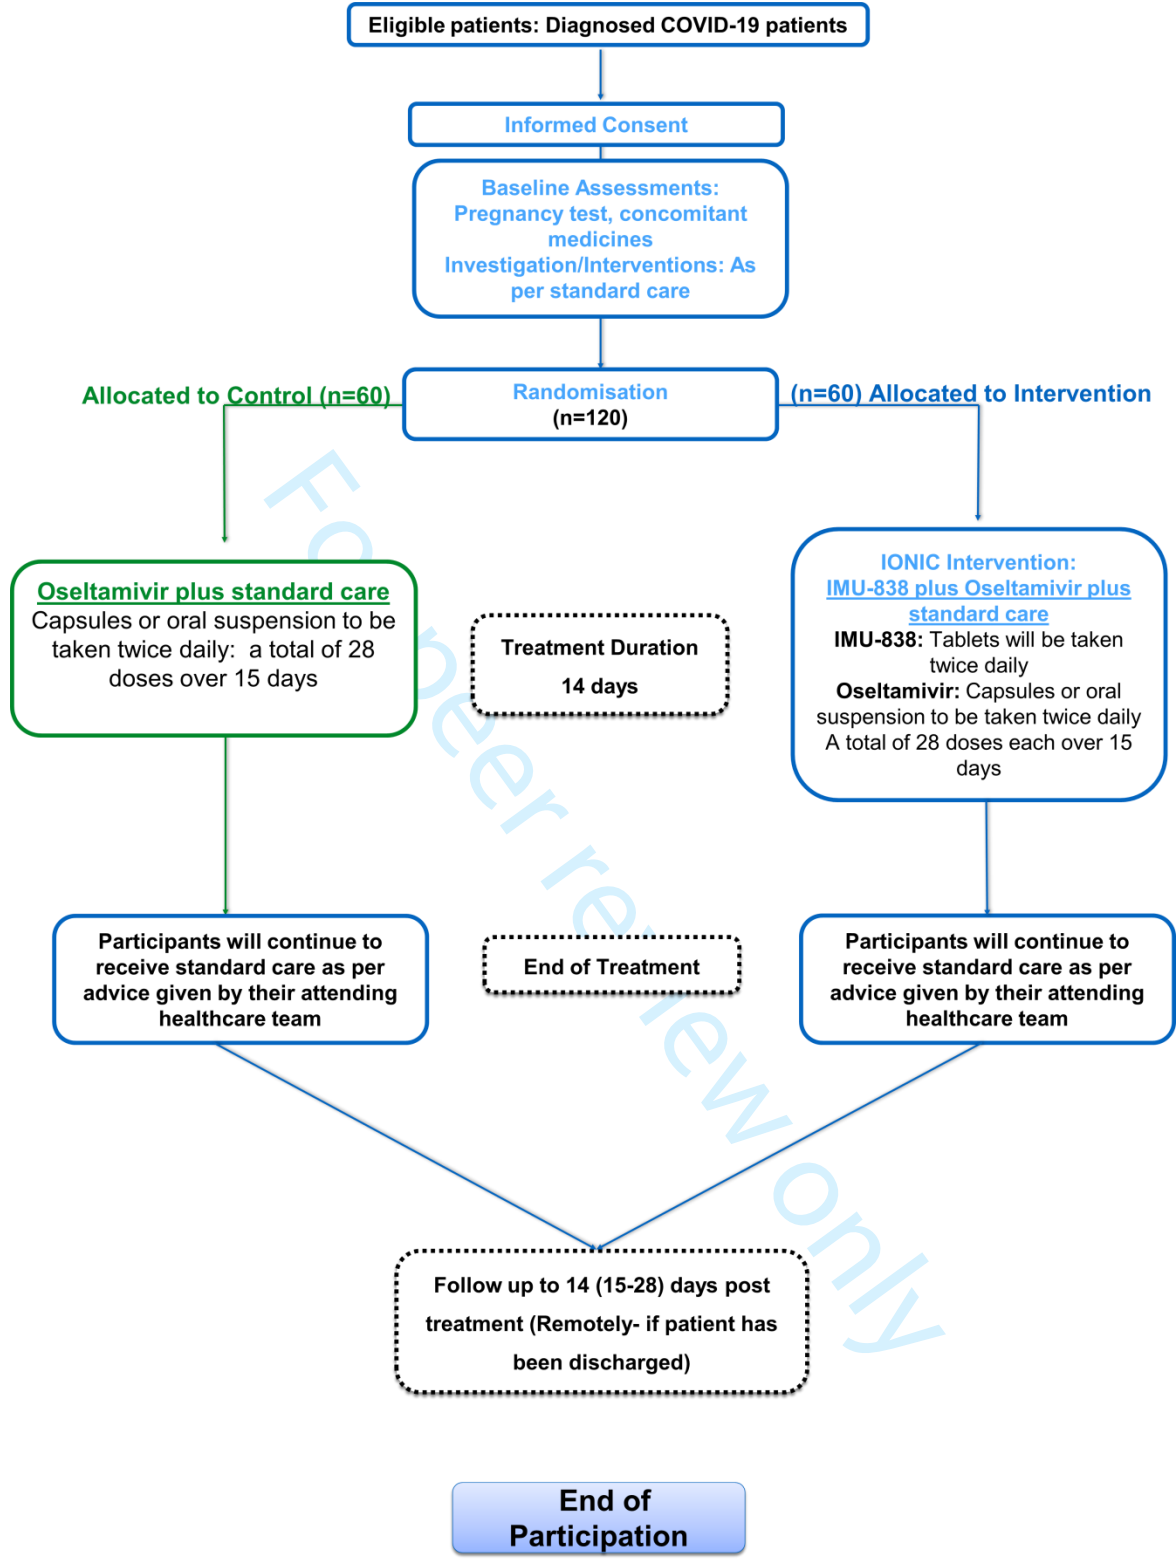 Eligible patients: Diagnosed COVID-19 patients
Informed Consent
Baseline Assessments:
Pregnancy test, concomitant
medicines
Investigation/Interventions: As
per standard care
Allocated to Control (n=60)
Randomisation
(n=120)
(n=60) Allocated to Intervention
Oseltamivir plus standard care
Capsules or oral suspension to be
taken twice daily: a total of 28
doses over 15 days
Treatment Duration
14 days
IONIC Intervention:
IMU-838 plus Oseltamivir plus
standard care
IMU-838: Tablets will be taken
twice daily
Oseltamivir: Capsules or oral
suspension to be taken twice daily
A total of 28 doses each over 15
days
Participants will continue to
receive standard care as per
advice given by their attending
healthcare team
End of Treatment
Participants will continue to
receive standard care as per
advice given by their attending
healthcare team
Follow up to 14 (15-28) days post
treatment (Remotely- if patient has
been discharged)
End of
Participation
For peer review only